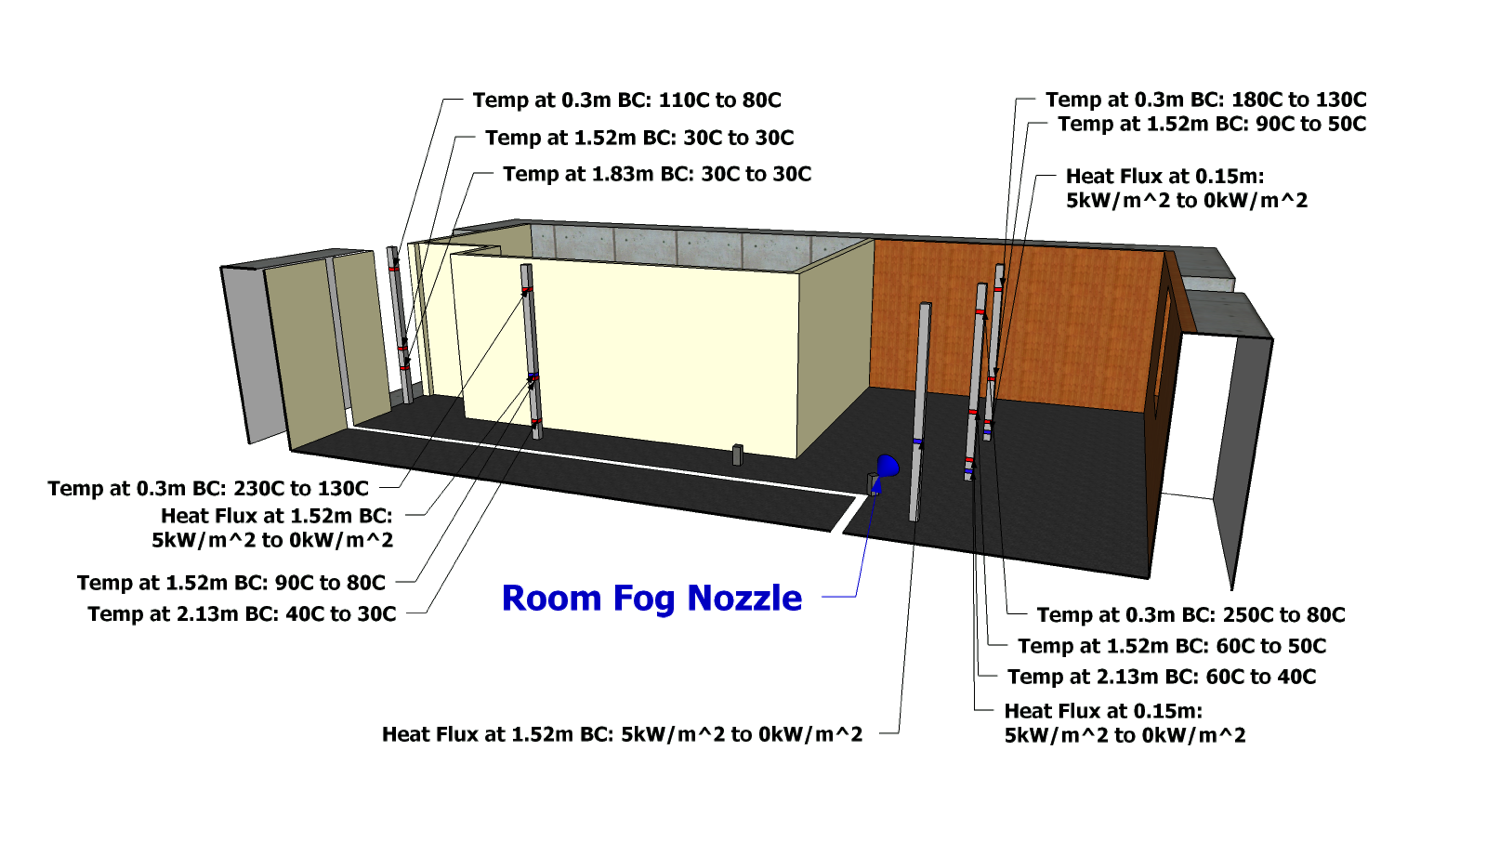 Temp at 0.3m BC: 110C to 80C
Temp at 1.52m BC: 30C to 30C
Temp at 1.83m BC: 30C to 30C
Temp at 0.3m BC: 180C to 130C
Temp at 1.52m BC: 90C to 50C
Heat Flux at 0.15m:
5kW/m^2 to 0kW/m^2
Temp at 0.3m BC: 230C to 130C
Heat Flux at 1.52m BC:
5kW/m^2 to 0kW/m^2
Temp at 1.52m BC: 90C to 80C
Temp at 2.13m BC: 40C to 30C
Room Fog Nozzle
Temp at 0.3m BC: 250C to 80C
Temp at 1.52m BC: 60C to 50C
Temp at 2.13m BC: 60C to 40C
Heat Flux at 0.15m:
5kW/m^2 to 0kW/m^2
Heat Flux at 1.52m BC: 5kW/m^2 to 0kW/m^2